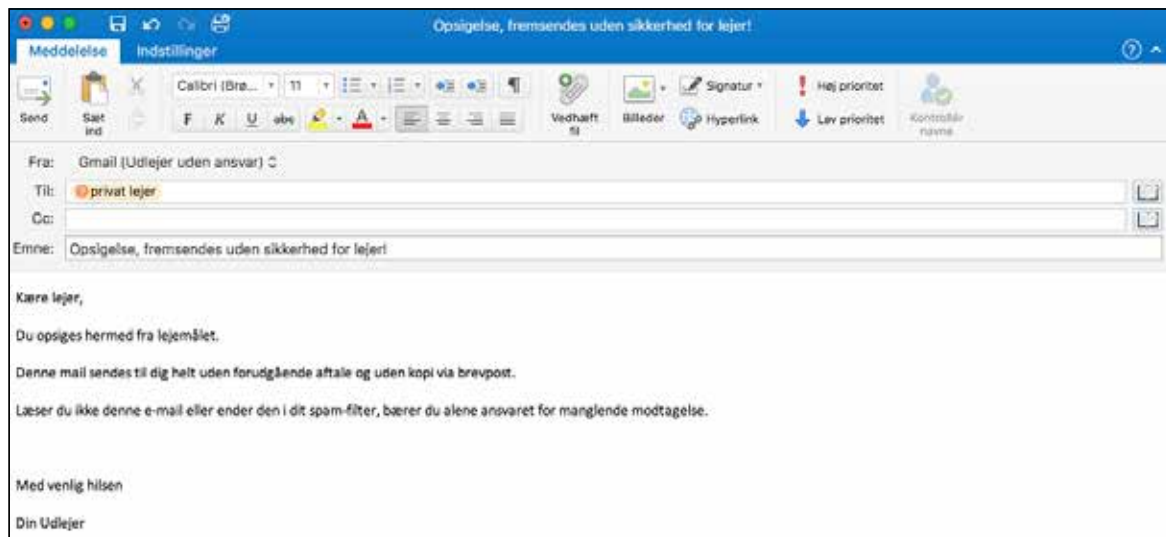 Opsigelse, fremsendes uden sikkerhed for lejer!
Meddelelse Indstillinger
Calibri (Brø... 11
Send Sæt ind F K U abc A Vedhæft fil Billeder Signatur Hyperlink Høj prioritet Lav prioritet Kontrollér navne
Fra: Gmail (Udlejer uden ansvar)
Til: privat lejer
Cc:
Emne: Opsigelse, fremsendes uden sikkerhed for lejer!
Kære lejer,
Du opsiges hermed fra lejemålet.
Denne mail sendes til dig helt uden forudgående aftale og uden kopi via brevpost.
Læser du ikke denne e-mail eller ender den i dit spam-filter, bærer du alene ansvaret for manglende modtagelse.
Med venlig hilsen
Din Udlejer